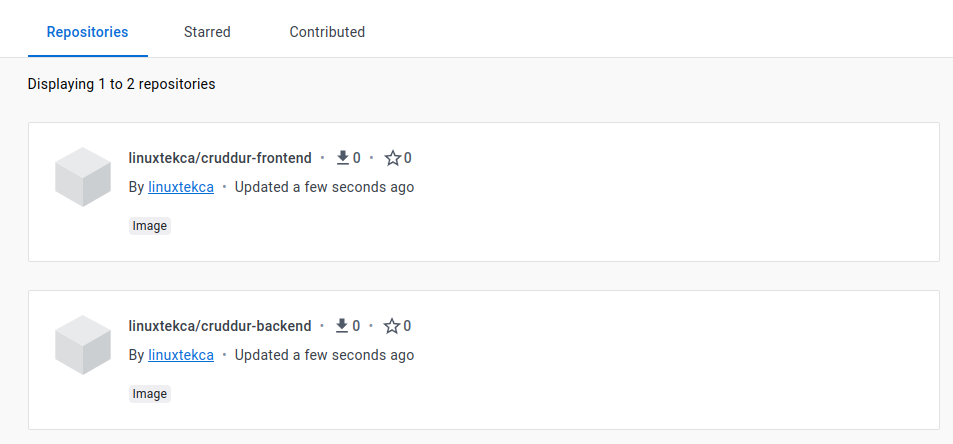 Repositories Starred Contributed
Displaying 1 to 2 repositories
linuxtekca/cruddur-frontend • 0 • 0
By linuxtekca • Updated a few seconds ago
Image
linuxtekca/cruddur-backend • 0 • 0
By linuxtekca • Updated a few seconds ago
Image